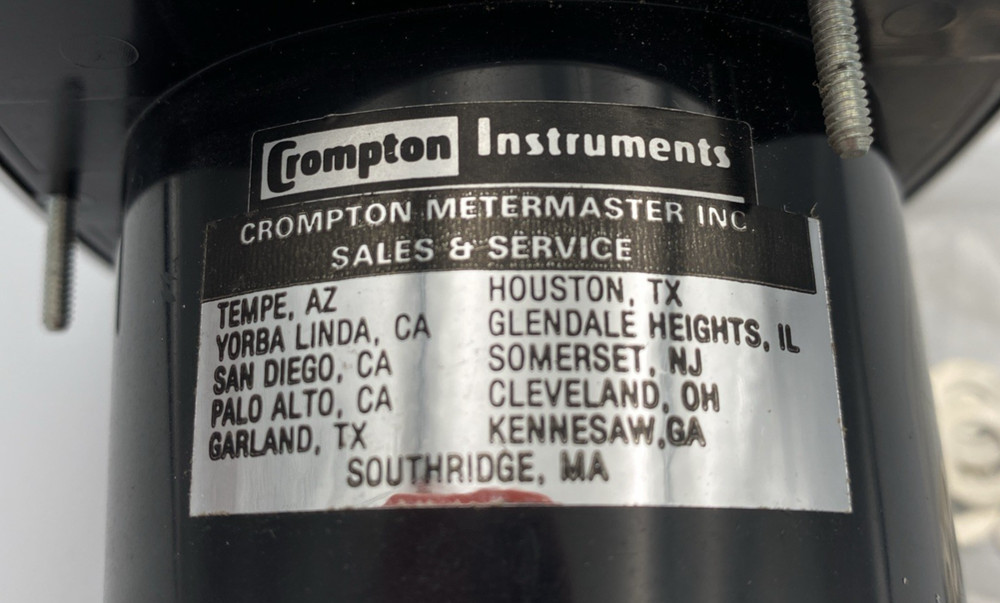 Crompton Instruments
CROMPTON METERMASTER INC.
SALES & SERVICE
TEMPE, AZ
YORBA LINDA, CA
SAN DIEGO, CA
PALO ALTO, CA
GARLAND, TX
HOUSTON, TX
GLENDALE HEIGHTS, IL
SOMERSET, NJ
CLEVELAND, OH
KENNESAW,GA
SOUTHRIDGE, MA